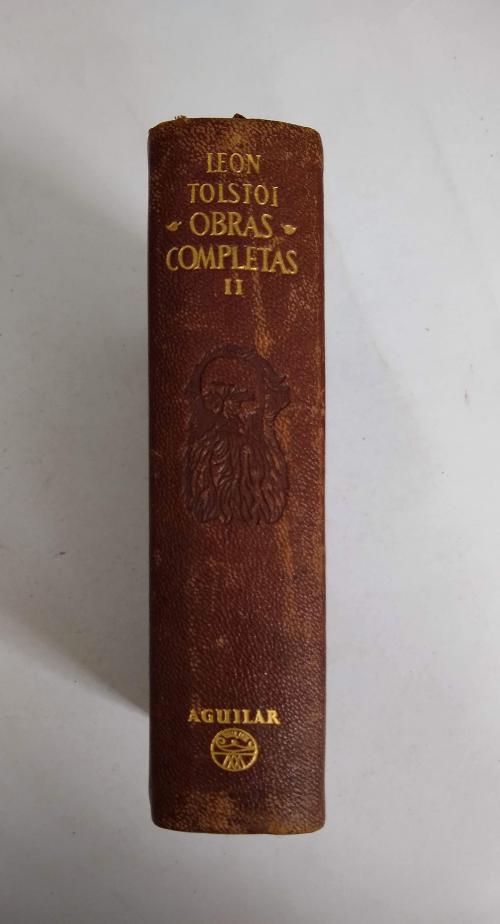 LEON
TOLSTOI
OBRAS
COMPLETAS
II
AGUILAR